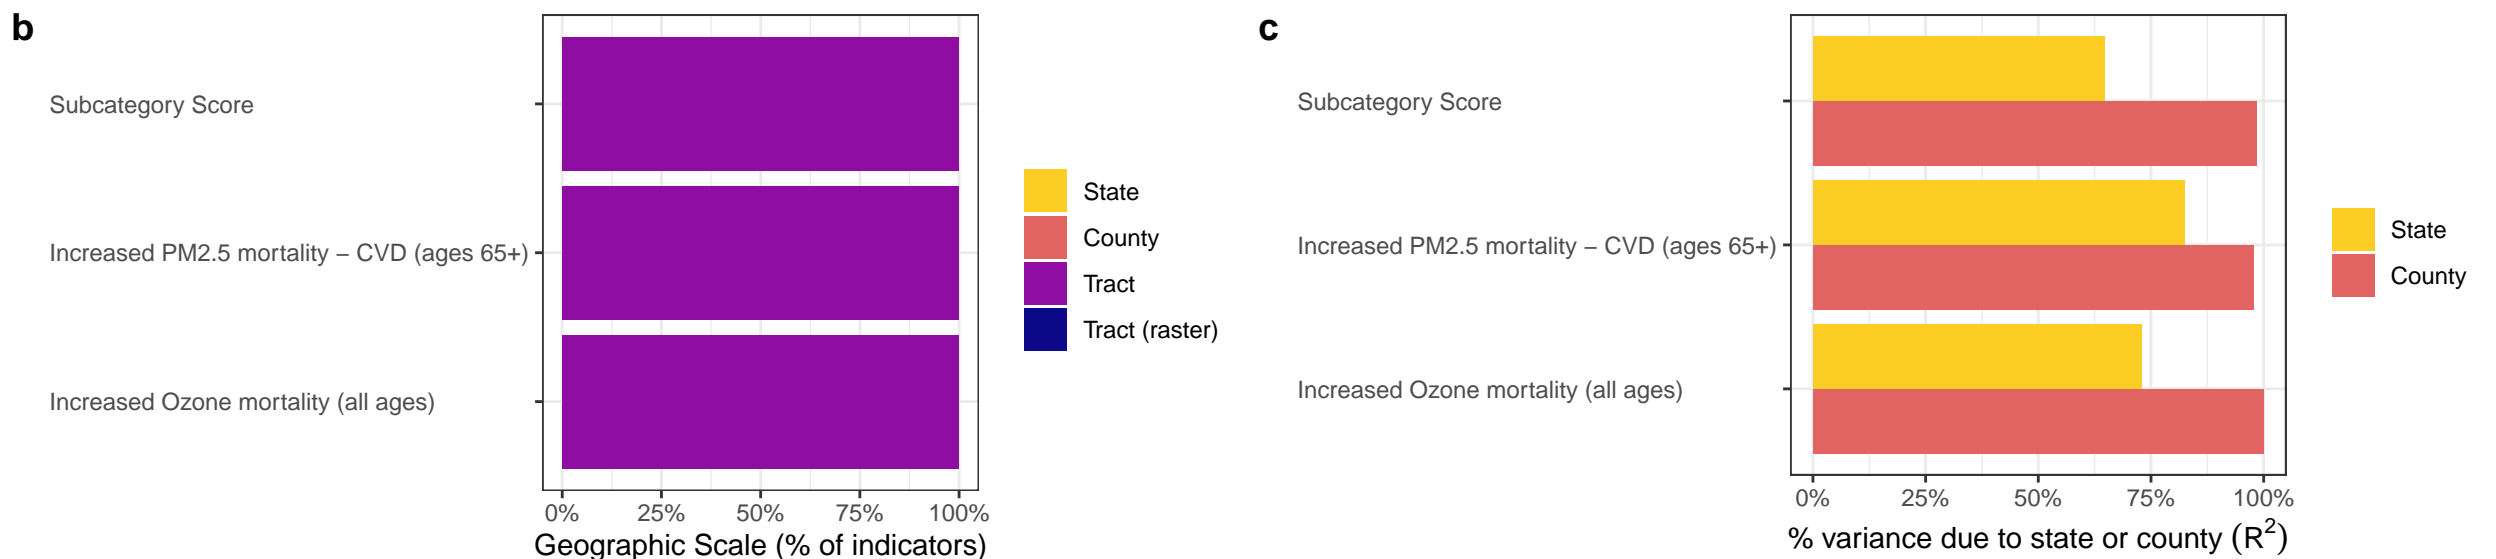 b
Subcategory Score
Increased PM2.5 mortality – CVD (ages 65+)
Increased Ozone mortality (all ages)
0% 25% 50% 75% 100%
Geographic Scale (% of indicators)
State
County
Tract
Tract (raster)
c
Subcategory Score
Increased PM2.5 mortality – CVD (ages 65+)
Increased Ozone mortality (all ages)
0% 25% 50% 75% 100%
% variance due to state or county (R²)
State
County